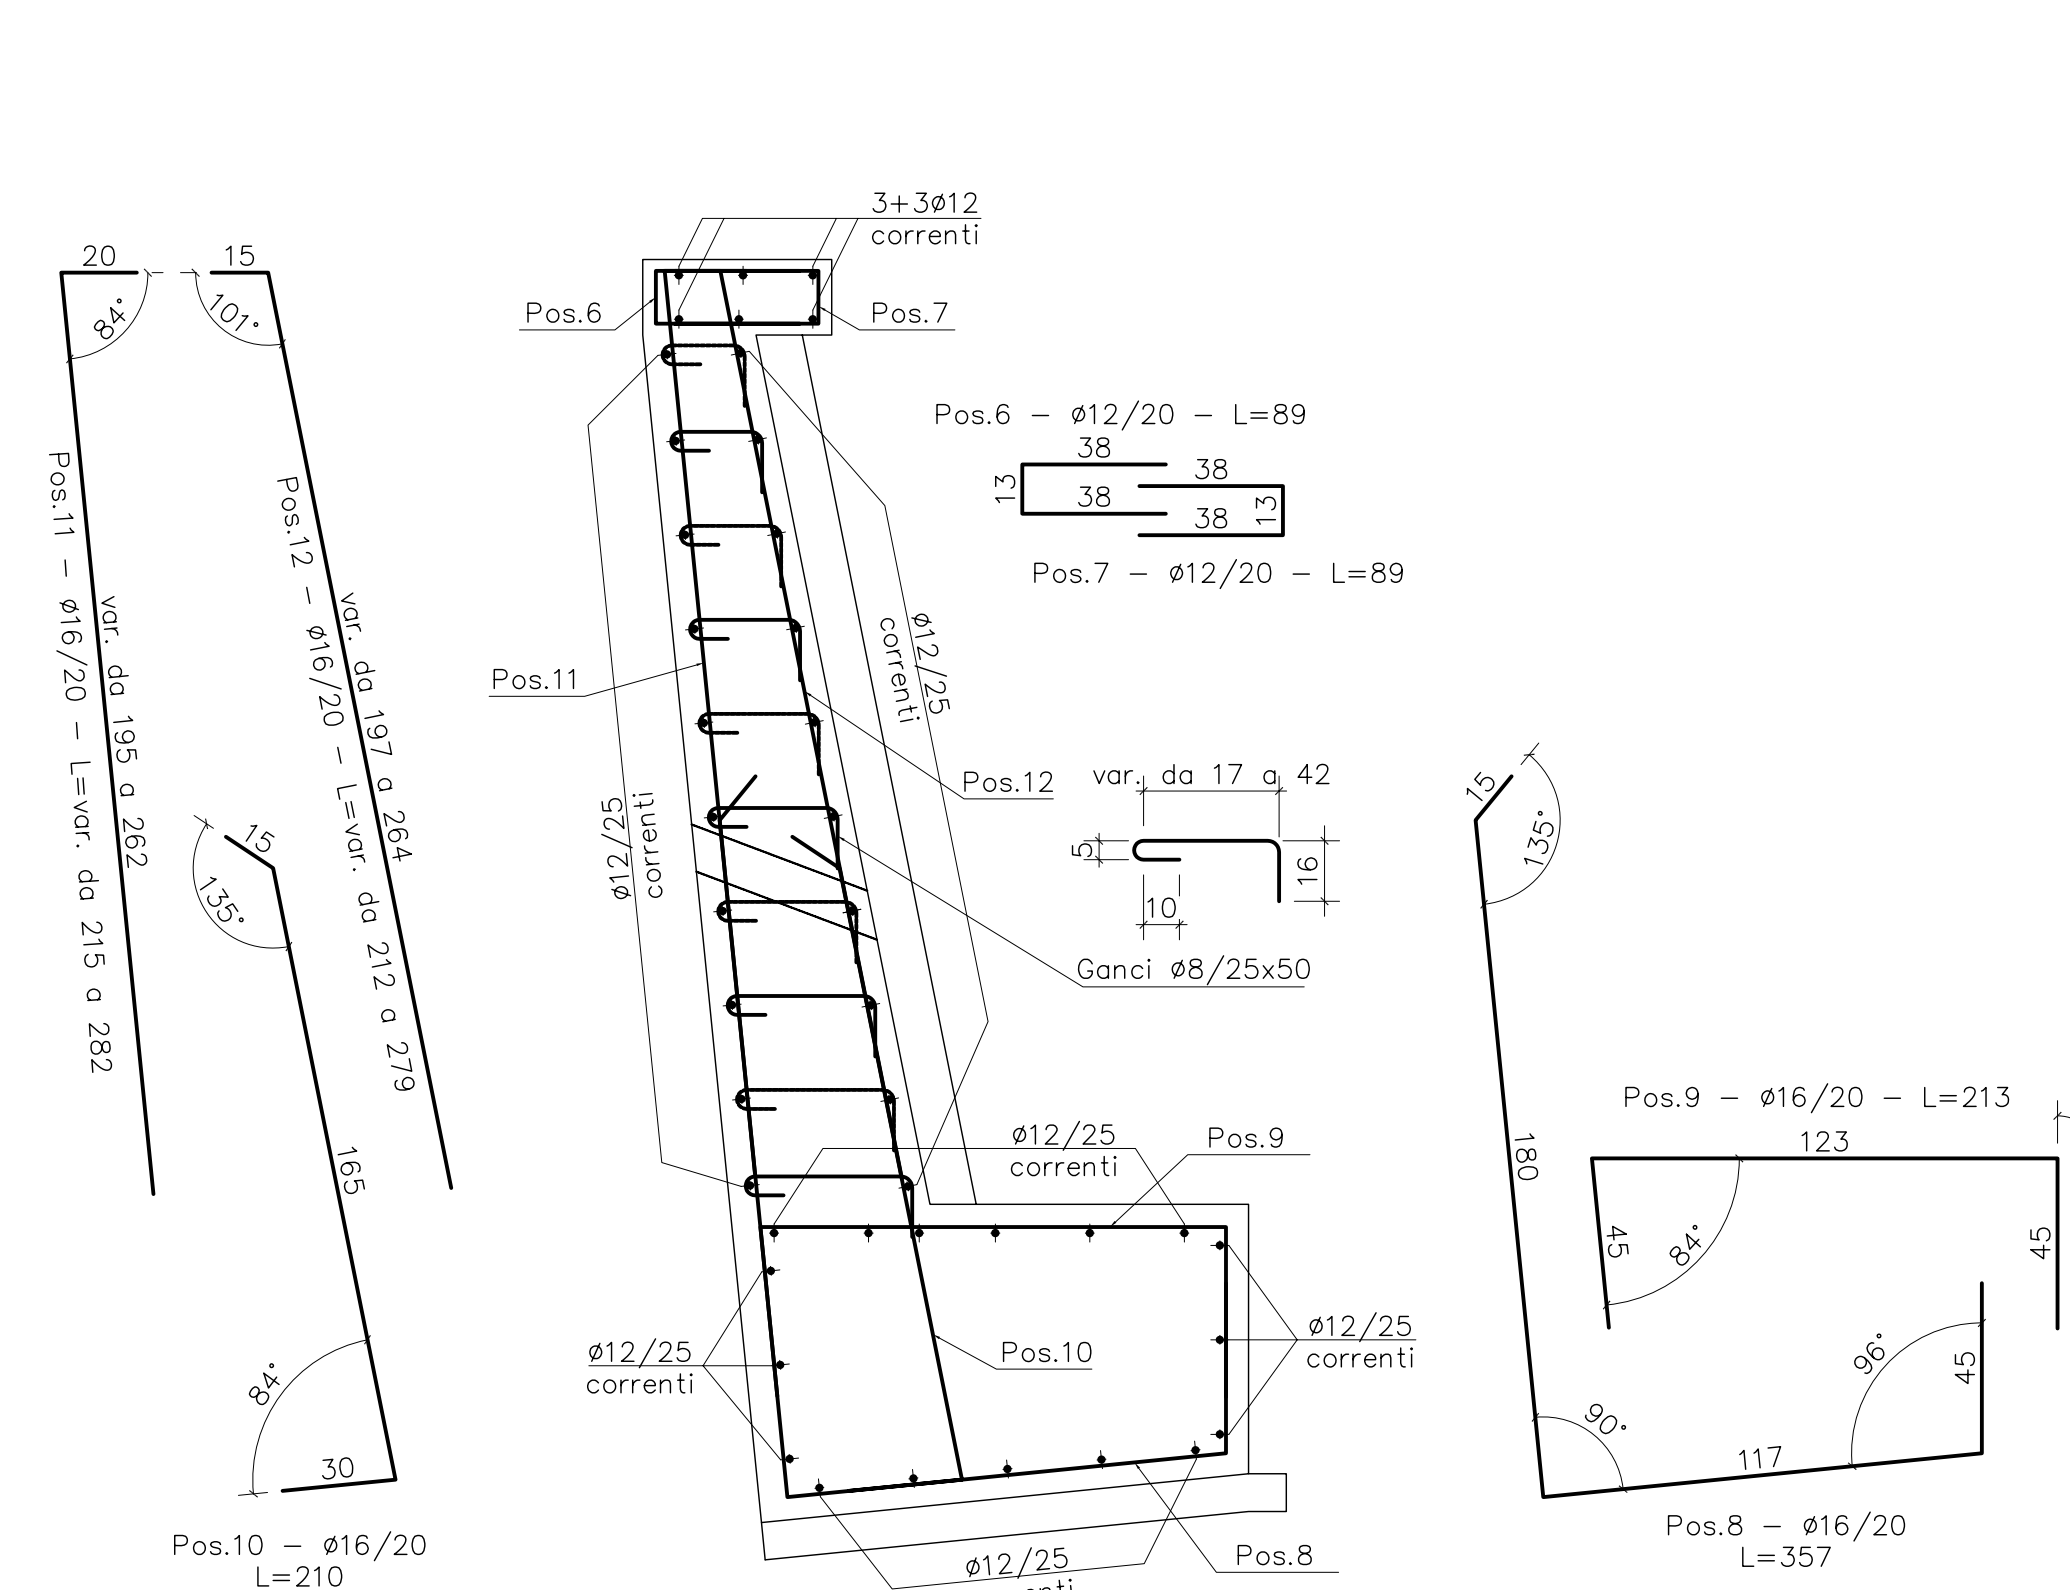 3+3ø12
correnti
20
15
84°
101°
Pos.6
Pos.7
Pos.11 - ø16/20 - L=var. da 215 a 282
var. da 195 a 262
Pos.12 - ø16/20 - L=var. da 212 a 279
var. da 197 a 264
Pos.6 - ø12/20 - L=89
38
13
38
38
38
13
Pos.7 - ø12/20 - L=89
ø12/25
correnti
Pos.11
Pos.12
ø12/25
correnti
var. da 17 a 42
5
16
10
Ganci ø8/25x50
15
135°
165
84°
30
Pos.10 - ø16/20
L=210
ø12/25
correnti
Pos.9
ø12/25
correnti
Pos.10
ø12/25
correnti
ø12/25
Pos.8
15
135°
180
90°
117
96°
45
Pos.8 - ø16/20
L=357
Pos.9 - ø16/20 - L=213
123
45
84°
45